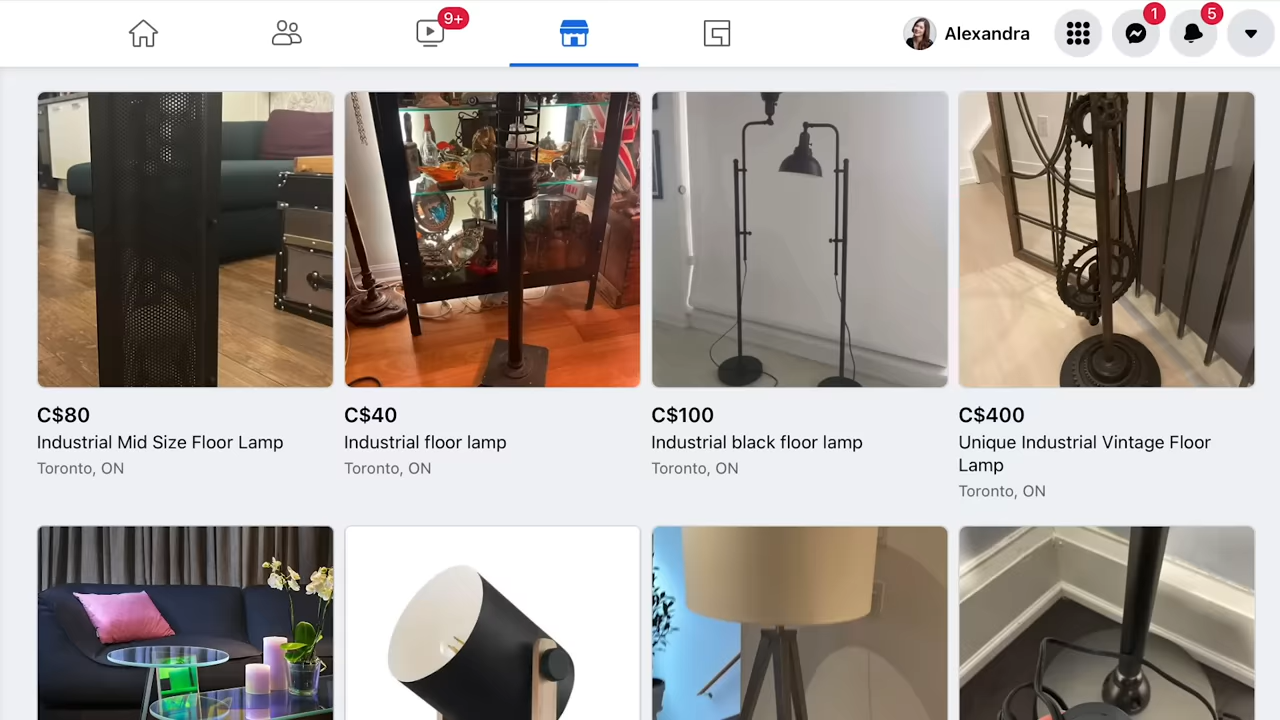 9+
Alexandra
1
5
C$80
Industrial Mid Size Floor Lamp
Toronto, ON
C$40
Industrial floor lamp
Toronto, ON
C$100
Industrial black floor lamp
Toronto, ON
C$400
Unique Industrial Vintage Floor
Lamp
Toronto, ON